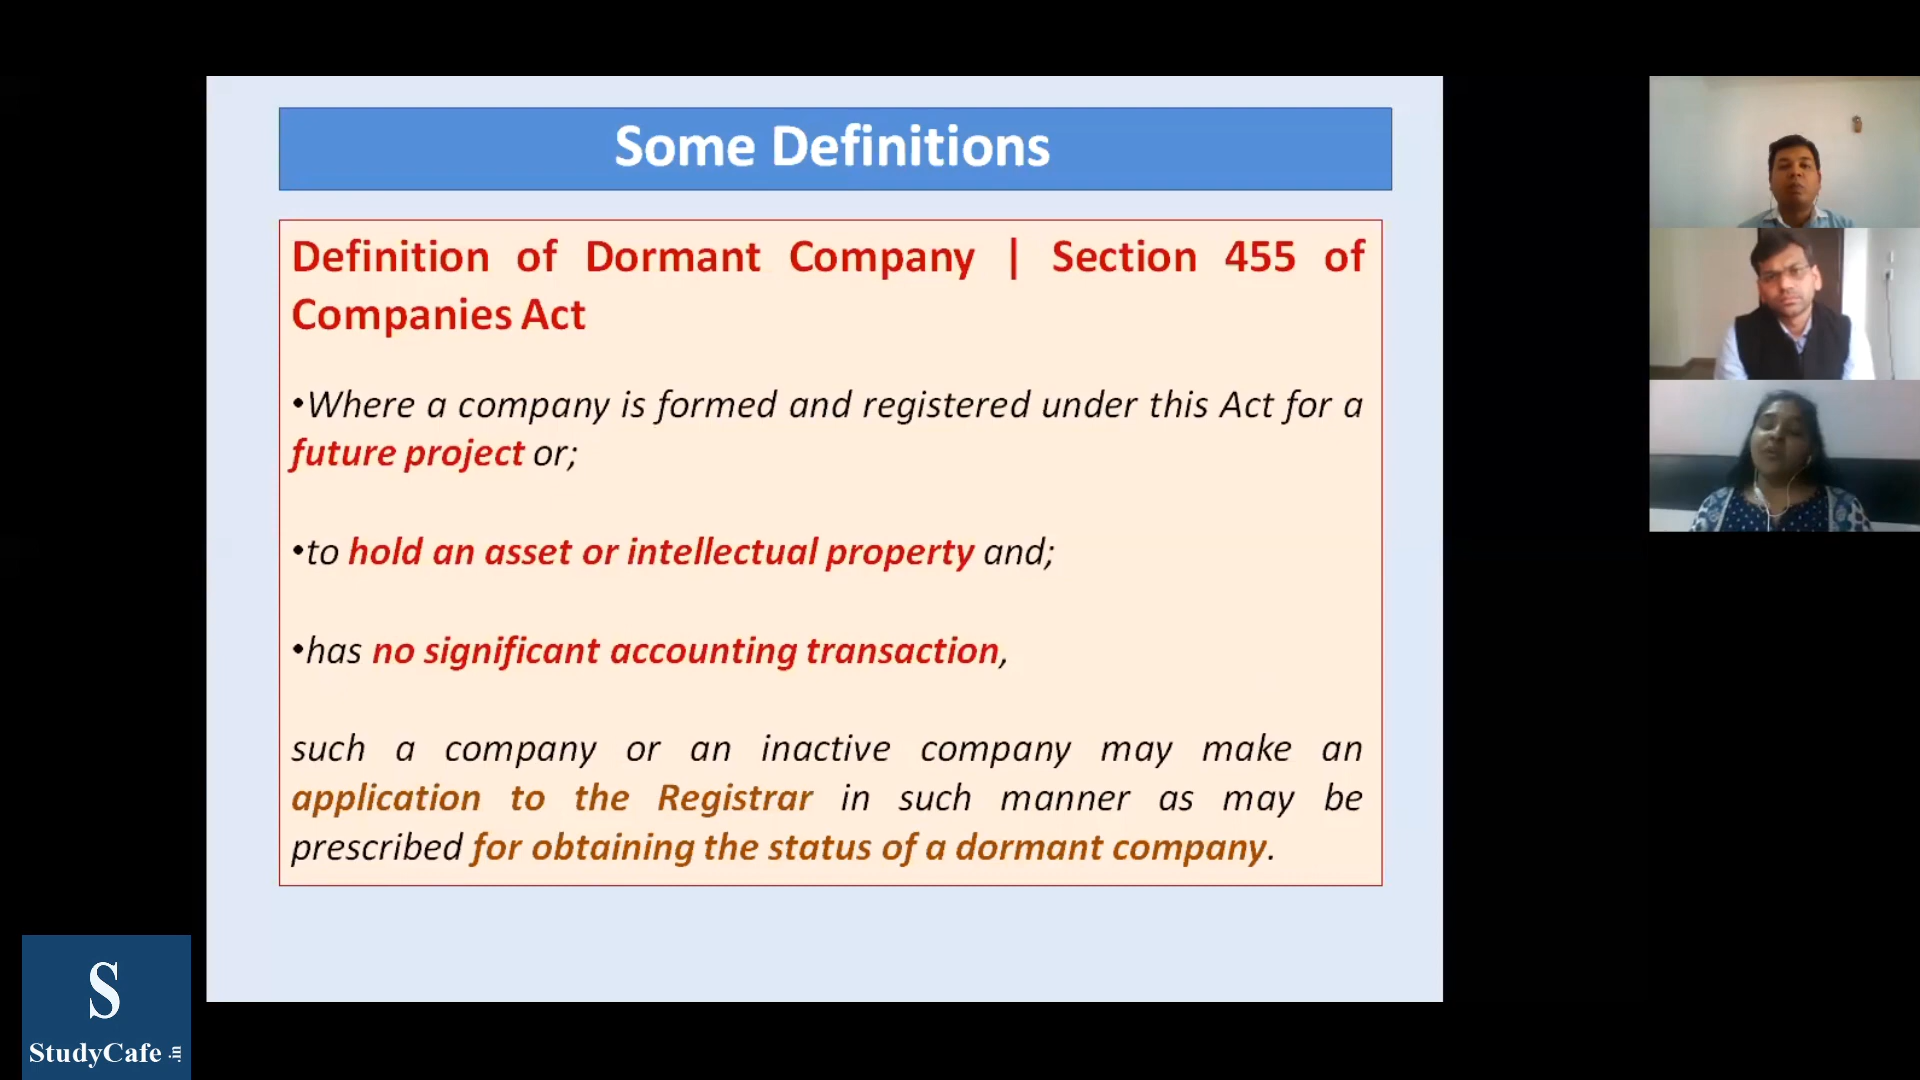 Some Definitions
Definition of Dormant Company | Section 455 of
Companies Act
•Where a company is formed and registered under this Act for a
future project or;
•to hold an asset or intellectual property and;
•has no significant accounting transaction,
such a company or an inactive company may make an
application to the Registrar in such manner as may be
prescribed for obtaining the status of a dormant company.
S
StudyCafe .in